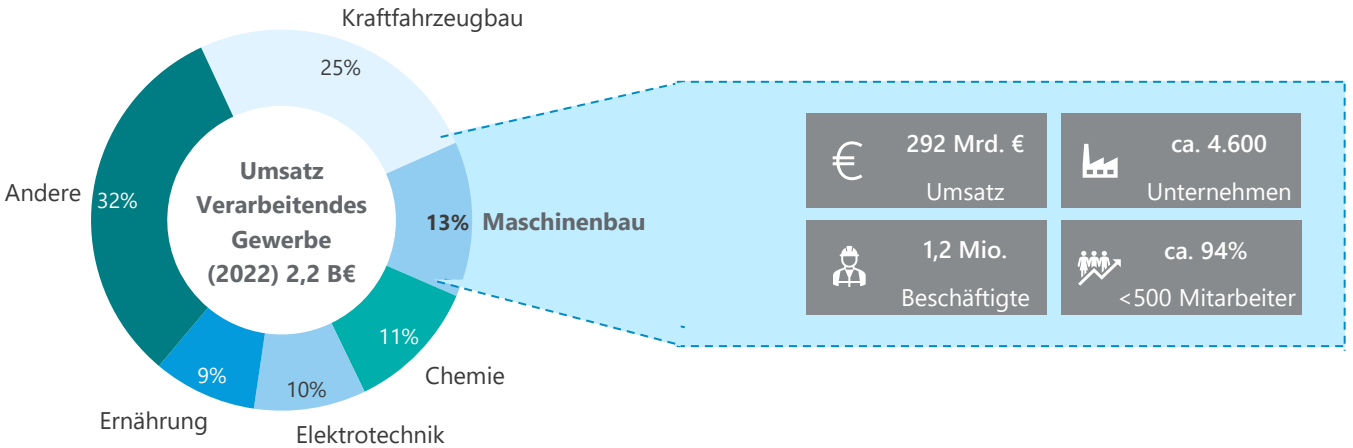 Kraftfahrzeugbau
25%
Andere
32%
Umsatz
Verarbeitendes
Gewerbe
(2022) 2,2 B€
13%
Maschinenbau
11%
Chemie
10%
Elektrotechnik
9%
Ernährung
€
292 Mrd. €
Umsatz
ca. 4.600
Unternehmen
1,2 Mio.
Beschäftigte
ca. 94%
<500 Mitarbeiter